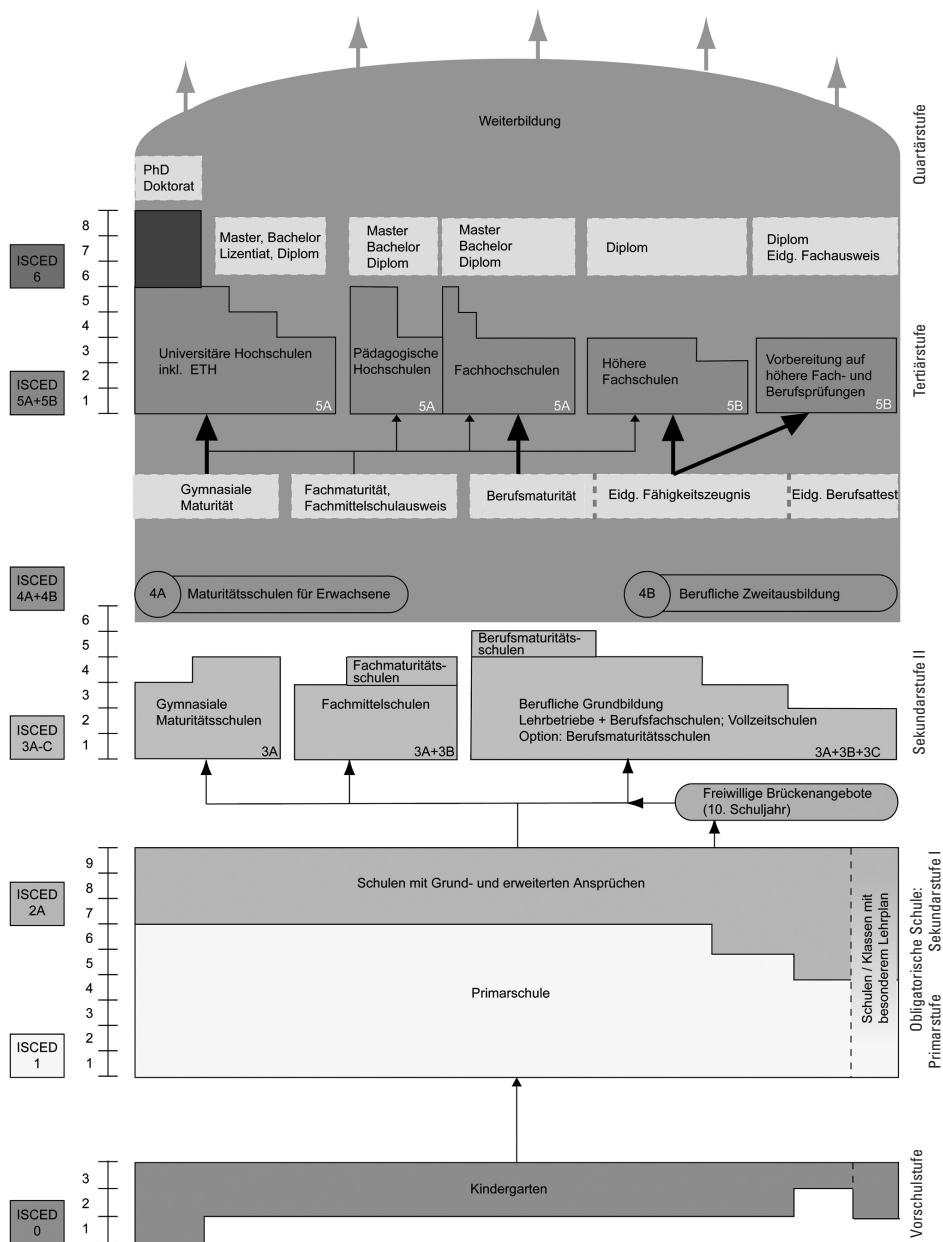 Weiterbildung
Quartärstufe
PhD
Doktorat
8
7
6
5
4
3
2
1
ISCED
6
Master, Bachelor
Lizentiat, Diplom
Master
Bachelor
Diplom
Master
Bachelor
Diplom
Diplom
Diplom
Eidg. Fachausweis
Universitäre Hochschulen
inkl. ETH
5A
Pädagogische
Hochschulen
5A
Fachhochschulen
5A
Höhere
Fachschulen
5B
Vorbereitung auf
höhere Fach- und
Berufsprüfungen
5B
Tertiärstufe
ISCED
5A+5B
Gymnasiale
Maturität
Fachmaturität,
Fachmittelschulausweis
Berufsmaturität
Eidg. Fähigkeitszeugnis
Eidg. Berufsattest
ISCED
4A+4B
4A
Maturitätsschulen für Erwachsene
4B
Berufliche Zweitausbildung
6
5
4
3
2
1
ISCED
3A-C
Gymnasiale
Maturitätsschulen
3A
Fachmaturitäts-
schulen
Fachmittelschulen
3A+3B
Berufsmaturitäts-
schulen
Berufliche Grundbildung
Lehrbetriebe + Berufsfachschulen; Vollzeitschulen
Option: Berufsmaturitätsschulen
3A+3B+3C
Sekundarstufe II
Freiwillige Brückenangebote
(10. Schuljahr)
9
8
7
6
5
4
3
2
1
ISCED
2A
Schulen mit Grund- und erweiterten Ansprüchen
Primarschule
Schulen / Klassen mit
besonderem Lehrplan
Obligatorische Schule:
Sekundarstufe I
Primarstufe
ISCED
1
3
2
1
ISCED
0
Kindergarten
Vorschulstufe